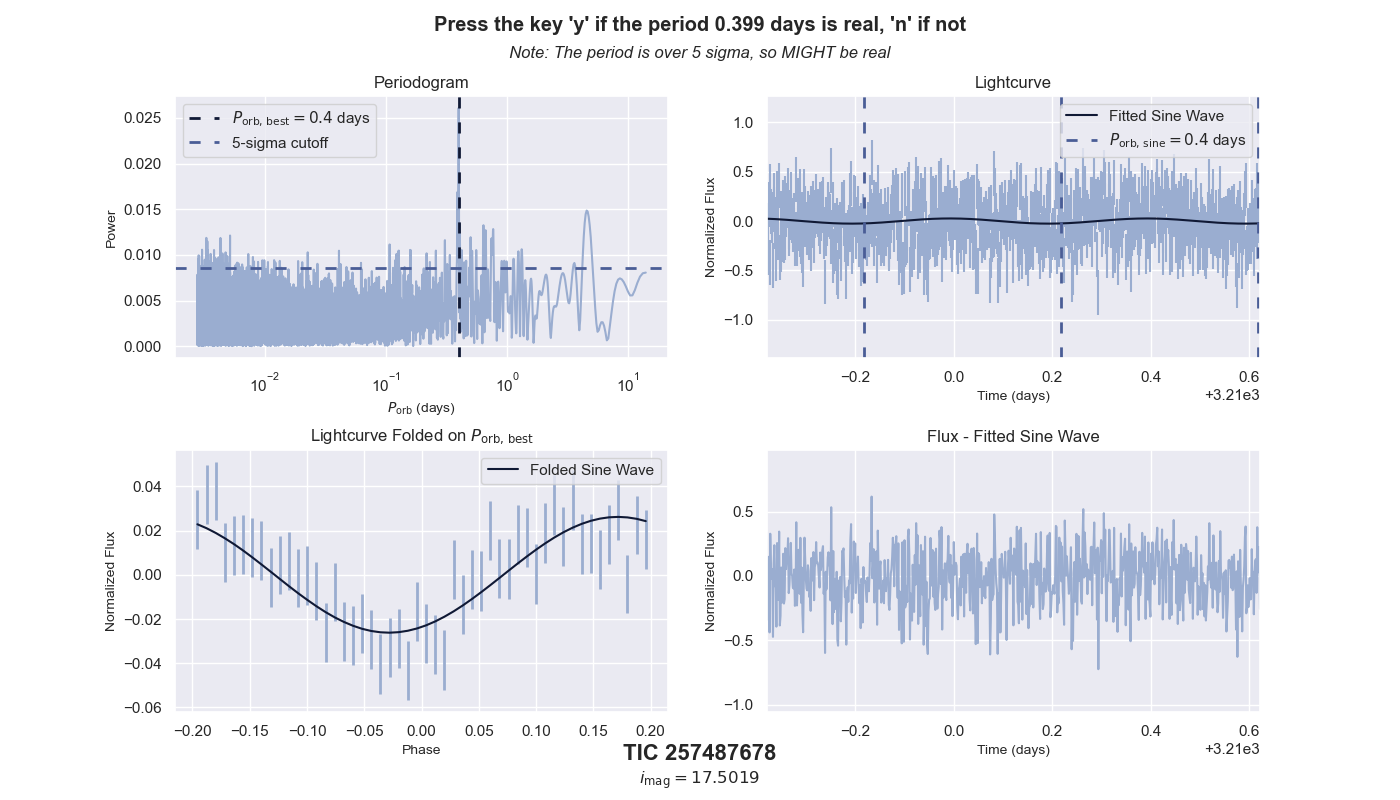 Press the key 'y' if the period 0.399 days is real, 'n' if not
Note: The period is over 5 sigma, so MIGHT be real
Periodogram
P_orb, best = 0.4 days
5-sigma cutoff
0.025
0.020
0.015
0.010
0.005
0.000
Power
10^−2
10^−1
10^0
10^1
P_orb (days)
Lightcurve
Fitted Sine Wave
P_orb, sine = 0.4 days
1.0
0.5
0.0
−0.5
−1.0
Normalized Flux
−0.2
0.0
0.2
0.4
0.6
Time (days)
+3.21e3
Lightcurve Folded on P_orb, best
Folded Sine Wave
0.04
0.02
0.00
−0.02
−0.04
−0.06
Normalized Flux
−0.20
−0.15
−0.10
−0.05
0.00
0.05
0.10
0.15
0.20
Phase
Flux - Fitted Sine Wave
0.5
0.0
−0.5
−1.0
Normalized Flux
−0.2
0.0
0.2
0.4
0.6
Time (days)
+3.21e3
TIC 257487678
i_mag = 17.5019